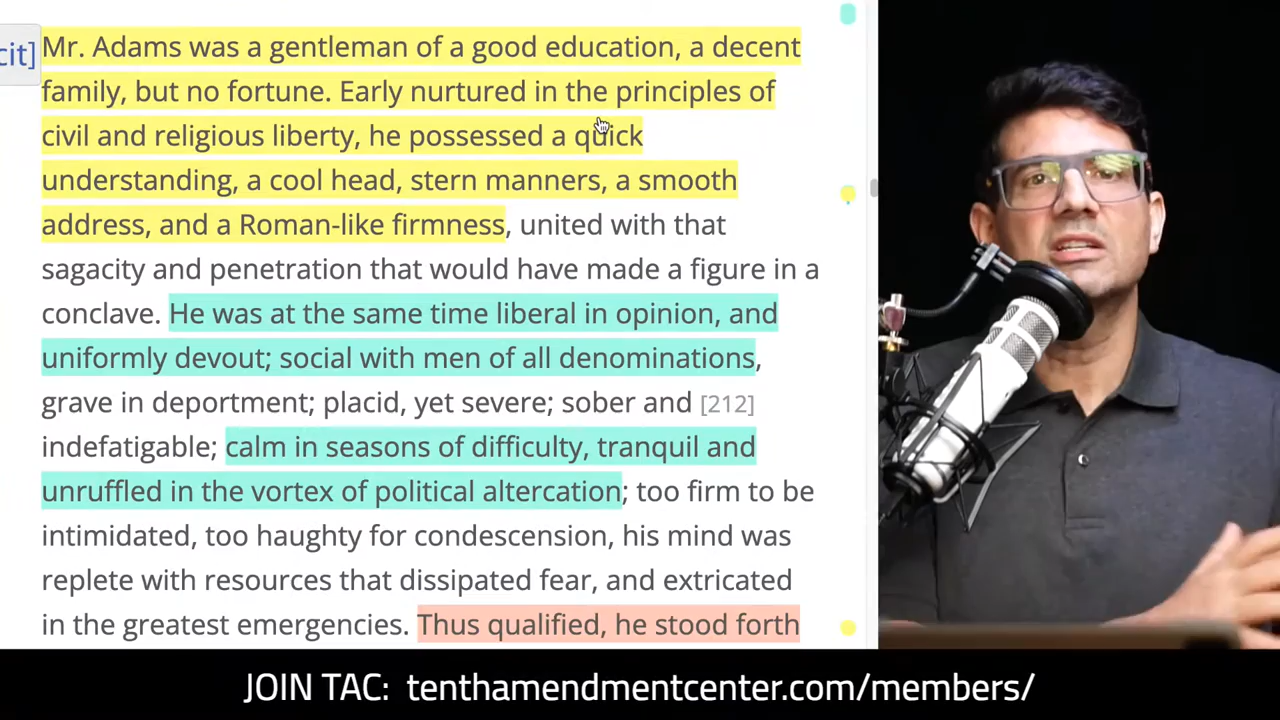 cit]
Mr. Adams was a gentleman of a good education, a decent
family, but no fortune. Early nurtured in the principles of
civil and religious liberty, he possessed a quick
understanding, a cool head, stern manners, a smooth
address, and a Roman-like firmness, united with that
sagacity and penetration that would have made a figure in a
conclave. He was at the same time liberal in opinion, and
uniformly devout; social with men of all denominations,
grave in deportment; placid, yet severe; sober and [212]
indefatigable; calm in seasons of difficulty, tranquil and
unruffled in the vortex of political altercation; too firm to be
intimidated, too haughty for condescension, his mind was
replete with resources that dissipated fear, and extricated
in the greatest emergencies. Thus qualified, he stood forth
JOIN TAC: tenthamendmentcenter.com/members/